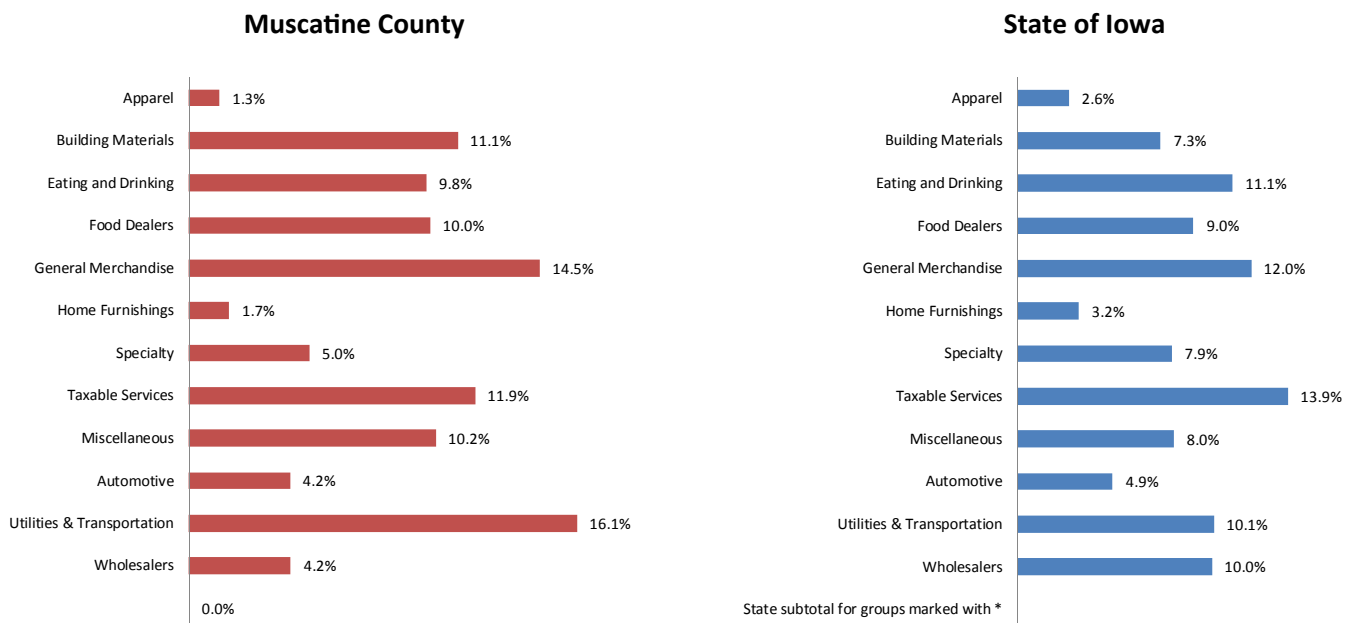 Muscatine County
Apparel 1.3%
Building Materials 11.1%
Eating and Drinking 9.8%
Food Dealers 10.0%
General Merchandise 14.5%
Home Furnishings 1.7%
Specialty 5.0%
Taxable Services 11.9%
Miscellaneous 10.2%
Automotive 4.2%
Utilities & Transportation 16.1%
Wholesalers 4.2%
0.0%
State of Iowa
Apparel 2.6%
Building Materials 7.3%
Eating and Drinking 11.1%
Food Dealers 9.0%
General Merchandise 12.0%
Home Furnishings 3.2%
Specialty 7.9%
Taxable Services 13.9%
Miscellaneous 8.0%
Automotive 4.9%
Utilities & Transportation 10.1%
Wholesalers 10.0%
State subtotal for groups marked with *